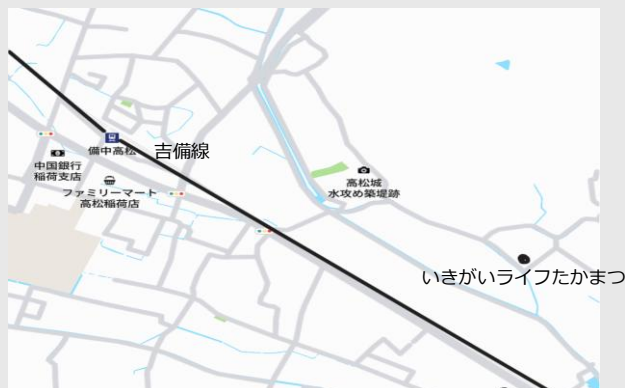 備中高松
吉備線
中国銀行
稲荷支店
ファミリーマート
高松稲荷店
高松城
水攻め築堤跡
いきがいライフたかまつ